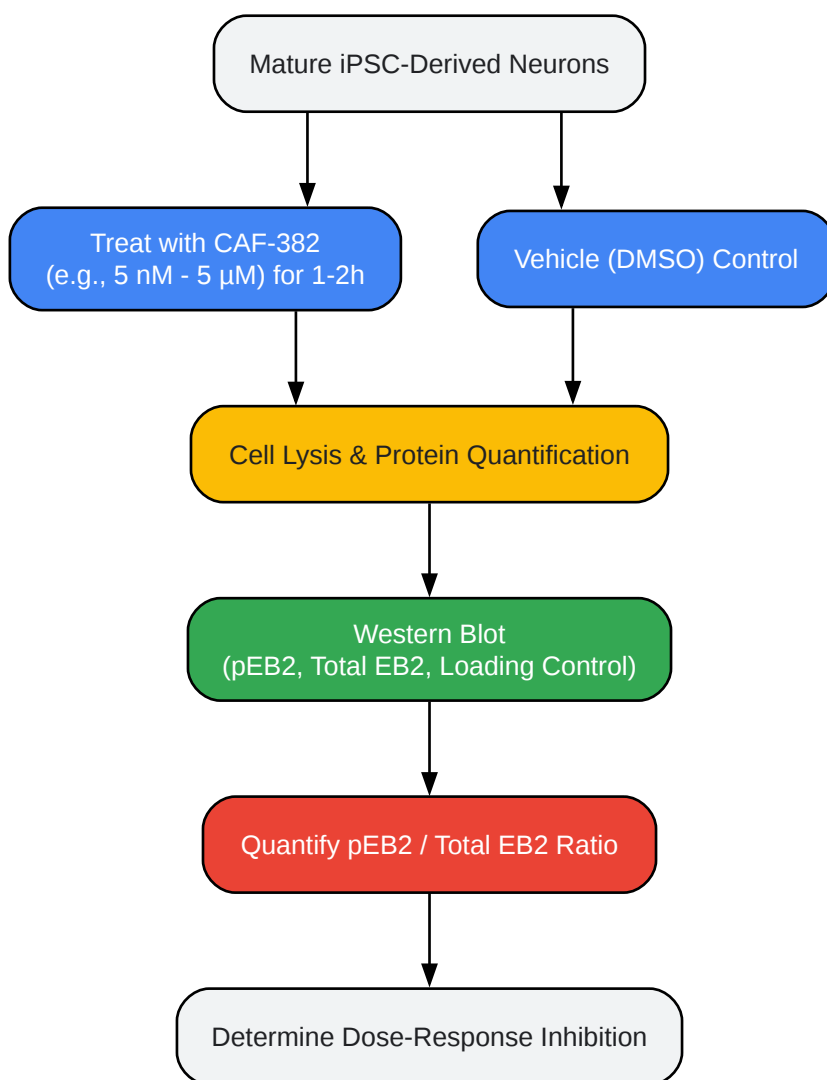 Mature iPSC-Derived Neurons
Treat with CAF-382
(e.g., 5 nM - 5 µM) for 1-2h
Vehicle (DMSO) Control
Cell Lysis & Protein Quantification
Western Blot
(pEB2, Total EB2, Loading Control)
Quantify pEB2 / Total EB2 Ratio
Determine Dose-Response Inhibition